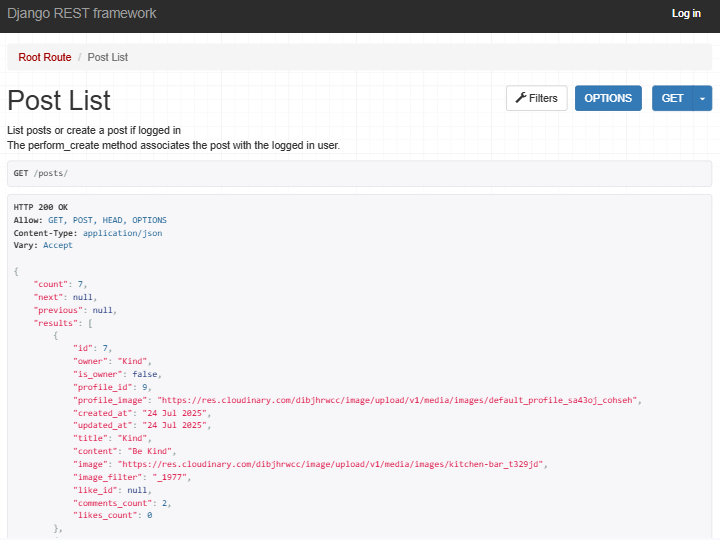 Django REST framework
Log in
Root Route / Post List
Post List
Filters
OPTIONS
GET
List posts or create a post if logged in
The perform_create method associates the post with the logged in user.
GET /posts/
HTTP 200 OK
Allow: GET, POST, HEAD, OPTIONS
Content-Type: application/json
Vary: Accept
{
"count": 7,
"next": null,
"previous": null,
"results": [
{
"id": 7,
"owner": "Kind",
"is_owner": false,
"profile_id": 9,
"profile_image": "https://res.cloudinary.com/dibjhrwcc/image/upload/v1/media/images/default_profile_sa43oj_cohseh",
"created_at": "24 Jul 2025",
"updated_at": "24 Jul 2025",
"title": "Kind",
"content": "Be Kind",
"image": "https://res.cloudinary.com/dibjhrwcc/image/upload/v1/media/images/kitchen-bar_t329jd",
"image_filter": "_1977",
"like_id": null,
"comments_count": 2,
"likes_count": 0
},